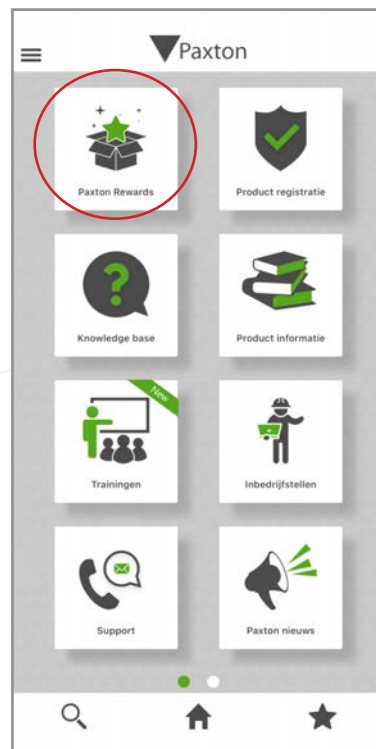 Paxton
Paxton Rewards
Product registratie
Knowledge base
Product informatie
New
Trainingen
Inbedrijfstellen
Support
Paxton nieuws